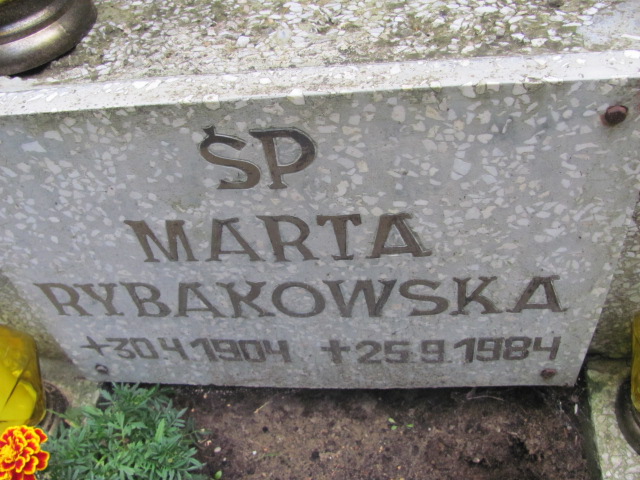 ŚP
MARTA
RYBAKOWSKA
+30.4.1904 +25.9.1984